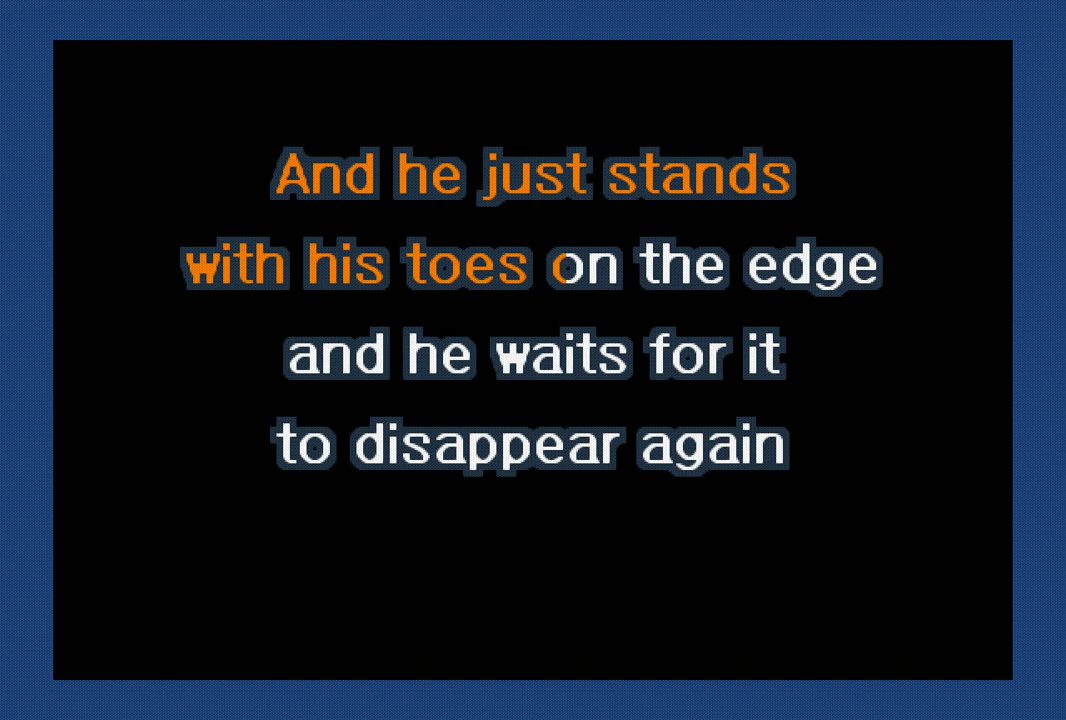 And he just stands
with his toes on the edge
and he waits for it
to disappear again